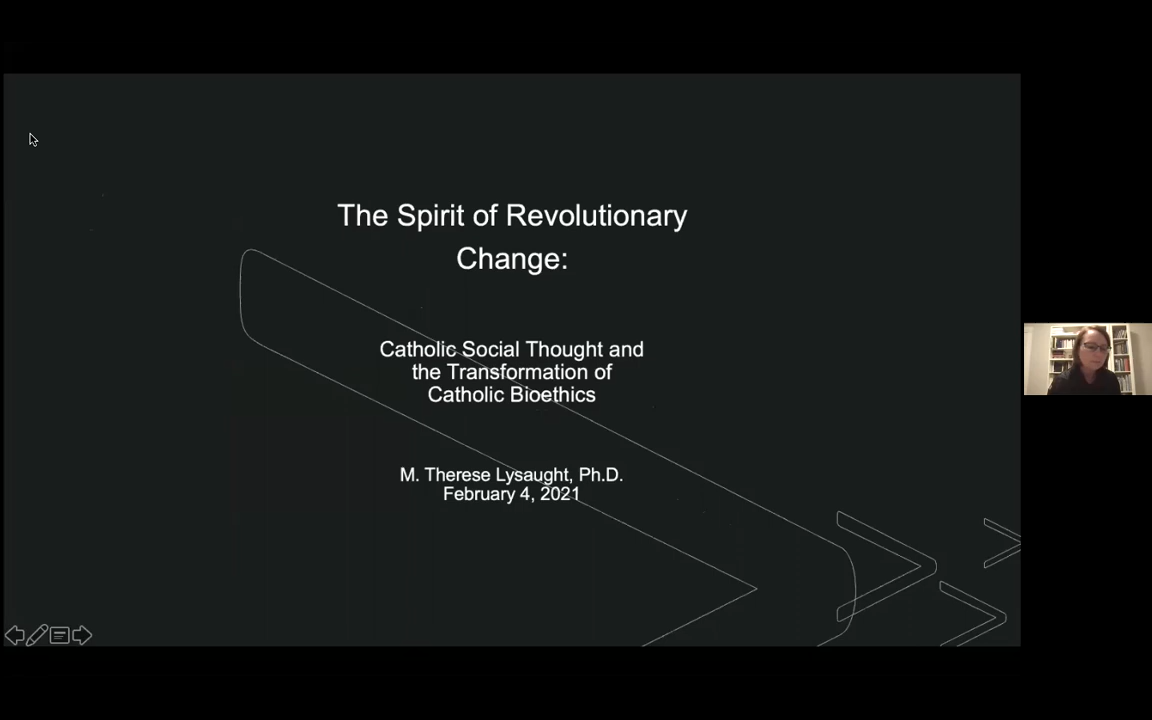 The Spirit of Revolutionary
Change:
Catholic Social Thought and
the Transformation of
Catholic Bioethics
M. Therese Lysaught, Ph.D.
February 4, 2021